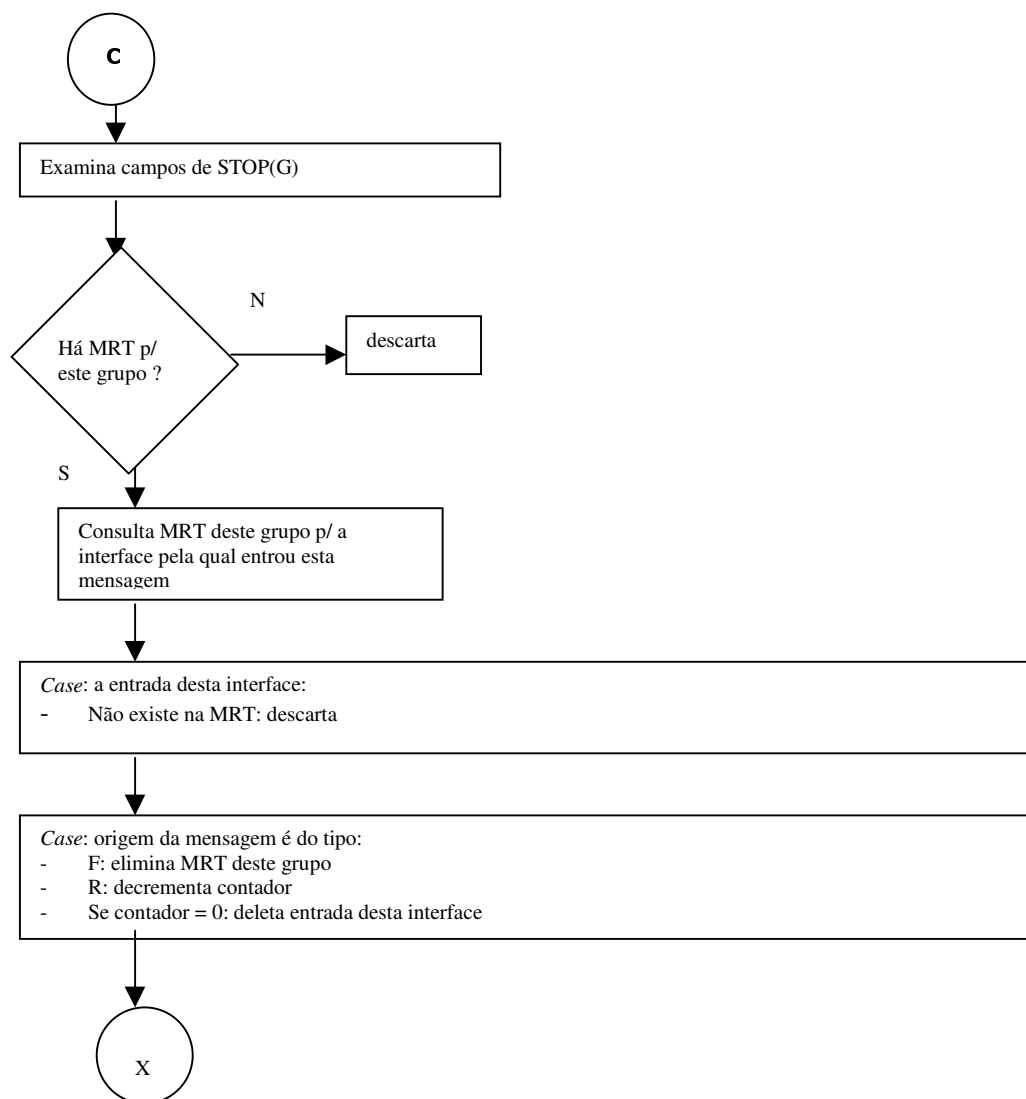 C
Examina campos de STOP(G)
N
descarta
Há MRT p/
este grupo ?
S
Consulta MRT deste grupo p/ a
interface pela qual entrou esta
mensagem
Case: a entrada desta interface:
- Não existe na MRT: descarta
Case: origem da mensagem é do tipo:
- F: elimina MRT deste grupo
- R: decrementa contador
- Se contador = 0: deleta entrada desta interface
X